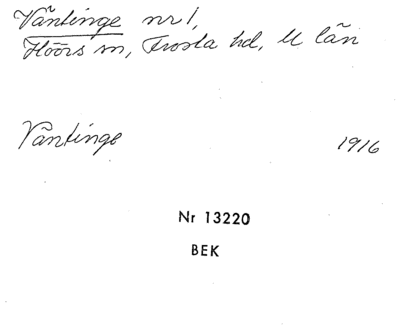 Väntinge nr 1,
Höörs sn, Frosta hd, M län
Väntinge 1916
Nr 13220
BEK